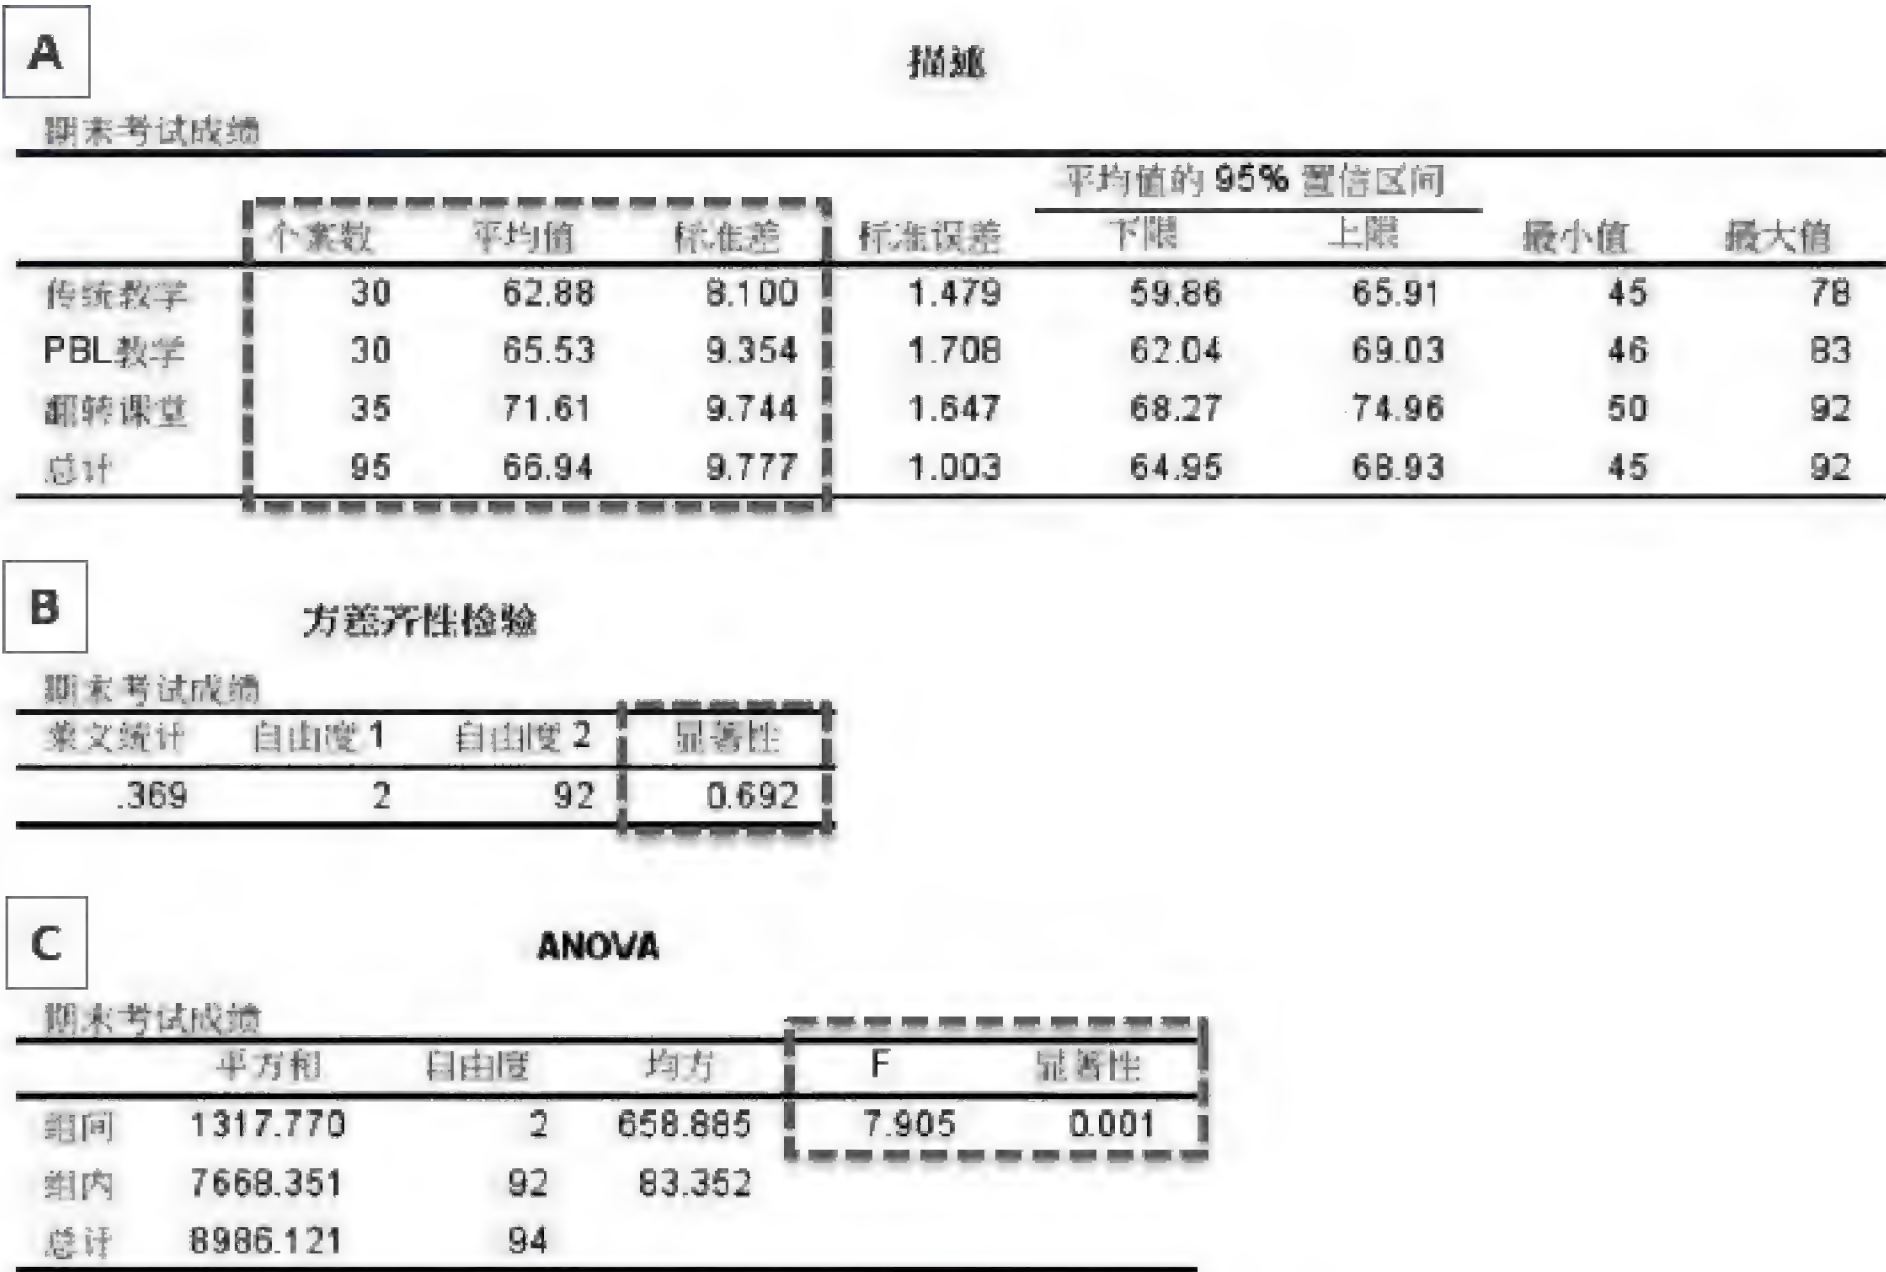 A
描述
期末考试成绩
平均值的 95% 置信区间
个案数 平均值 标准差 标准误差 下限 上限 最小值 最大值
传统教学 30 62.88 8.100 1.479 59.86 65.91 45 78
PBL教学 30 65.53 9.354 1.708 62.04 69.03 46 83
翻转课堂 35 71.61 9.744 1.647 68.27 74.96 50 92
总计 95 66.94 9.777 1.003 64.95 68.93 45 92
B
方差齐性检验
期末考试成绩
莱文统计 自由度 1 自由度 2 显著性
.369 2 92 0.692
C
ANOVA
期末考试成绩
平方和 自由度 均方 F 显著性
组间 1317.770 2 658.885 7.905 0.001
组内 7668.351 92 83.352
总计 8986.121 94